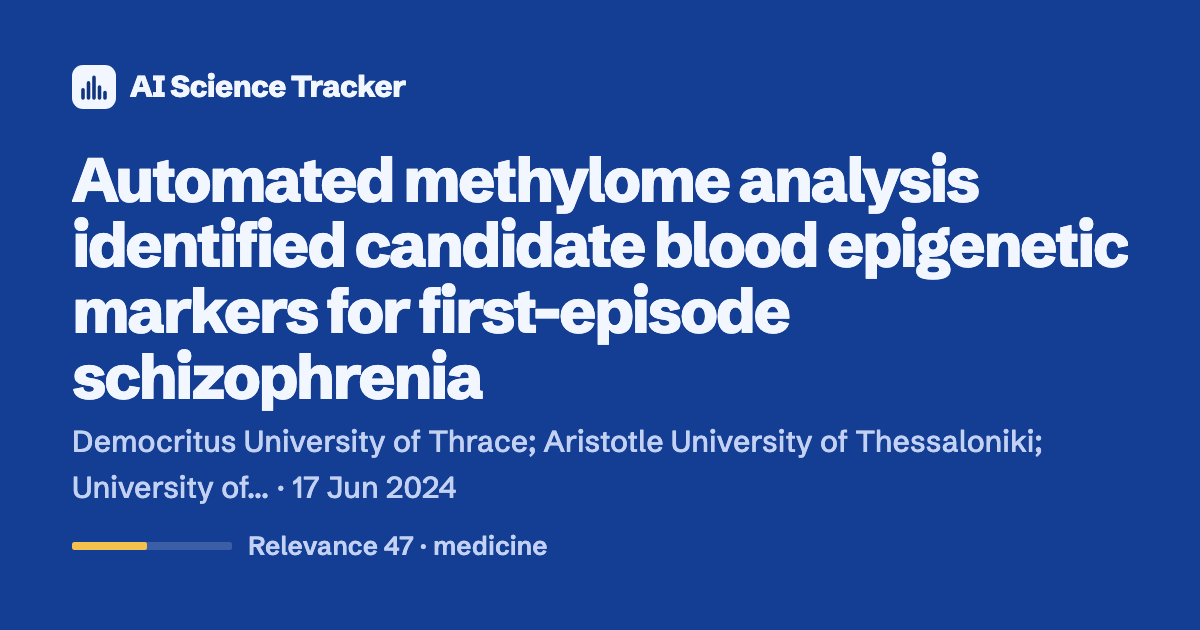 AI Science Tracker
Automated methylome analysis
identified candidate blood epigenetic
markers for first-episode
schizophrenia
Democritus University of Thrace; Aristotle University of Thessaloniki;
University of... · 17 Jun 2024
Relevance 47 · medicine